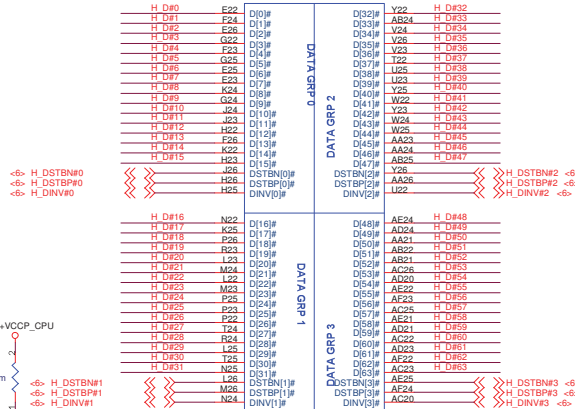 H_D#0 E22 D[0]# D[32]# Y22 H_D#32
H_D#1 F24 D[1]# D[33]# AB24 H_D#33
H_D#2 E26 D[2]# D[34]# V24 H_D#34
H_D#3 G22 D[3]# D[35]# V26 H_D#35
H_D#4 F23 D[4]# D[36]# V23 H_D#36
H_D#5 G25 D[5]# D[37]# T22 H_D#37
H_D#6 E25 D[6]# D[38]# U25 H_D#38
H_D#7 E23 D[7]# D[39]# U23 H_D#39
H_D#8 K24 D[8]# D[40]# Y25 H_D#40
H_D#9 G24 D[9]# D[41]# W22 H_D#41
H_D#10 J24 D[10]# D[42]# Y23 H_D#42
H_D#11 J23 D[11]# D[43]# W24 H_D#43
H_D#12 H22 D[12]# D[44]# W25 H_D#44
H_D#13 F26 D[13]# D[45]# AA23 H_D#45
H_D#14 K22 D[14]# D[46]# AA24 H_D#46
H_D#15 H23 D[15]# D[47]# AB25 H_D#47
<6> H_DSTBN#0 J26 DSTBN[0]# DSTBN[2]# Y26 H_DSTBN#2 <6
<6> H_DSTBP#0 H26 DSTBP[0]# DSTBP[2]# AA26 H_DSTBP#2 <6
<6> H_DINV#0 H25 DINV[0]# DINV[2]# U22 H_DINV#2 <6>
DATA GRP 0
DATA GRP 2
H_D#16 N22 D[16]# D[48]# AE24 H_D#48
H_D#17 K25 D[17]# D[49]# AD24 H_D#49
H_D#18 P26 D[18]# D[50]# AA21 H_D#50
H_D#19 R23 D[19]# D[51]# AB22 H_D#51
H_D#20 L23 D[20]# D[52]# AB21 H_D#52
H_D#21 M24 D[21]# D[53]# AC26 H_D#53
H_D#22 L22 D[22]# D[54]# AD20 H_D#54
H_D#23 M23 D[23]# D[55]# AE22 H_D#55
H_D#24 P25 D[24]# D[56]# AF23 H_D#56
H_D#25 P23 D[25]# D[57]# AC25 H_D#57
H_D#26 P22 D[26]# D[58]# AE21 H_D#58
H_D#27 T24 D[27]# D[59]# AD21 H_D#59
H_D#28 R24 D[28]# D[60]# AC22 H_D#60
H_D#29 L25 D[29]# D[61]# AD23 H_D#61
H_D#30 T25 D[30]# D[62]# AF22 H_D#62
H_D#31 N25 D[31]# D[63]# AC23 H_D#63
<6> H_DSTBN#1 L26 DSTBN[1]# DSTBN[3]# AE25 H_DSTBN#3 <6
<6> H_DSTBP#1 M26 DSTBP[1]# DSTBP[3]# AF24 H_DSTBP#3 <6
<6> H_DINV#1 N24 DINV[1]# DINV[3]# AC20 H_DINV#3 <6>
DATA GRP 1
DATA GRP 3
+VCCP_CPU
2
m